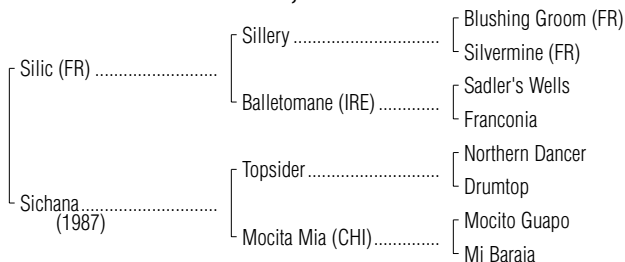 Blushing Groom (FR)
Sillery
Silvermine (FR)
Silic (FR)
Sadler's Wells
Balletomane (IRE)
Franconia
Northern Dancer
Topsider
Drumtop
Sichana
(1987)
Mocito Guapo
Mocita Mia (CHI)
Mi Baraja